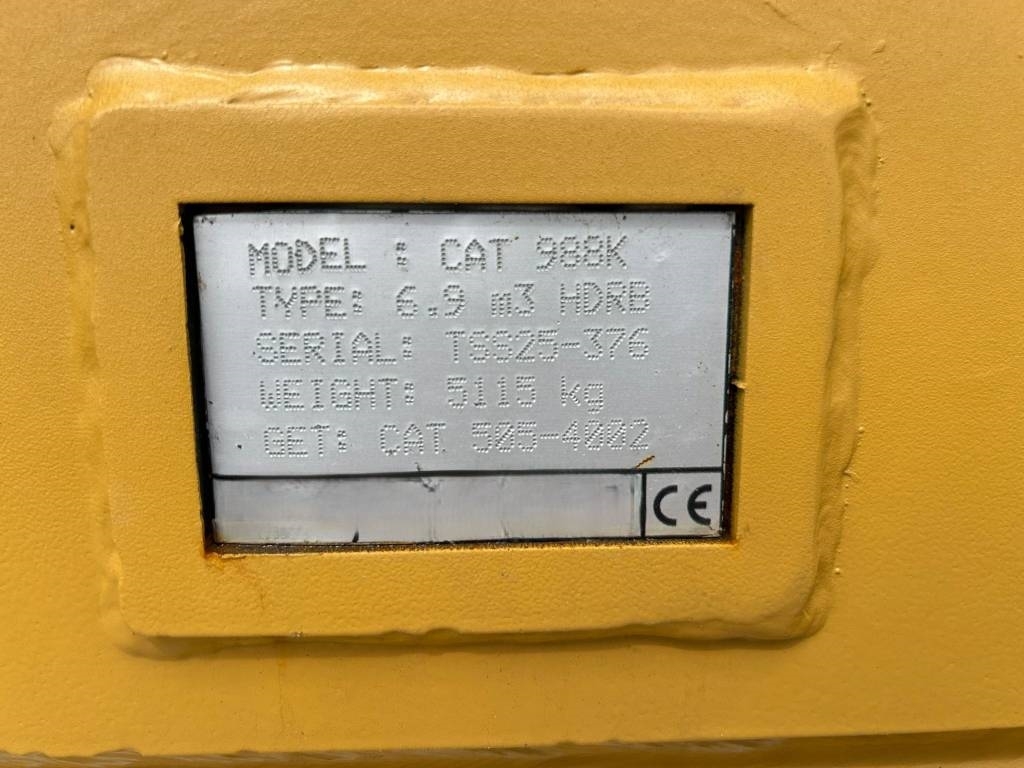 MODEL : CAT 988K
TYPE: 6.9 m3 HDRB
SERIAL: TSS25-376
WEIGHT: 5115 kg
GET: CAT 505-4002
CE